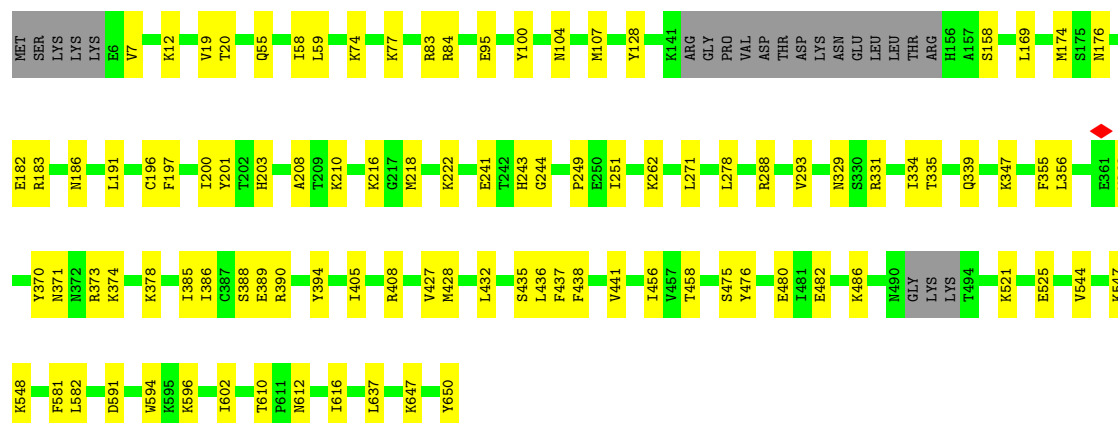 MET SER LYS LYS LYS E6 V7 K12 V19 T20 Q55 I58 L59 K74 K77 R83 R84 E95 Y100 N104 M107 Y128 K141 ARG GLY PRO VAL ASP THR ASP LYS ASN GLU LEU LEU THR ARG H156 A157 S158 L169 M174 S175 N176
E182 R183 N186 L191 C196 F197 I200 Y201 T202 H203 A208 T209 K210 K216 G217 M218 K222 E241 T242 H243 G244 P249 E250 I251 K262 L271 L278 R288 V293 N329 S330 R331 I334 T335 Q339 K347 F355 L356 E361
Y370 N371 N372 R373 K374 K378 I385 I386 C387 S388 E389 R390 Y394 I405 R408 V427 M428 L432 S435 L436 F437 F438 V441 I456 V457 T458 S475 Y476 E480 I481 E482 K486 N490 GLY LYS LYS T494 K521 E525 V544 K547
K548 F581 L582 D591 W594 K595 K596 I602 T610 P611 N612 I616 L637 K647 Y650